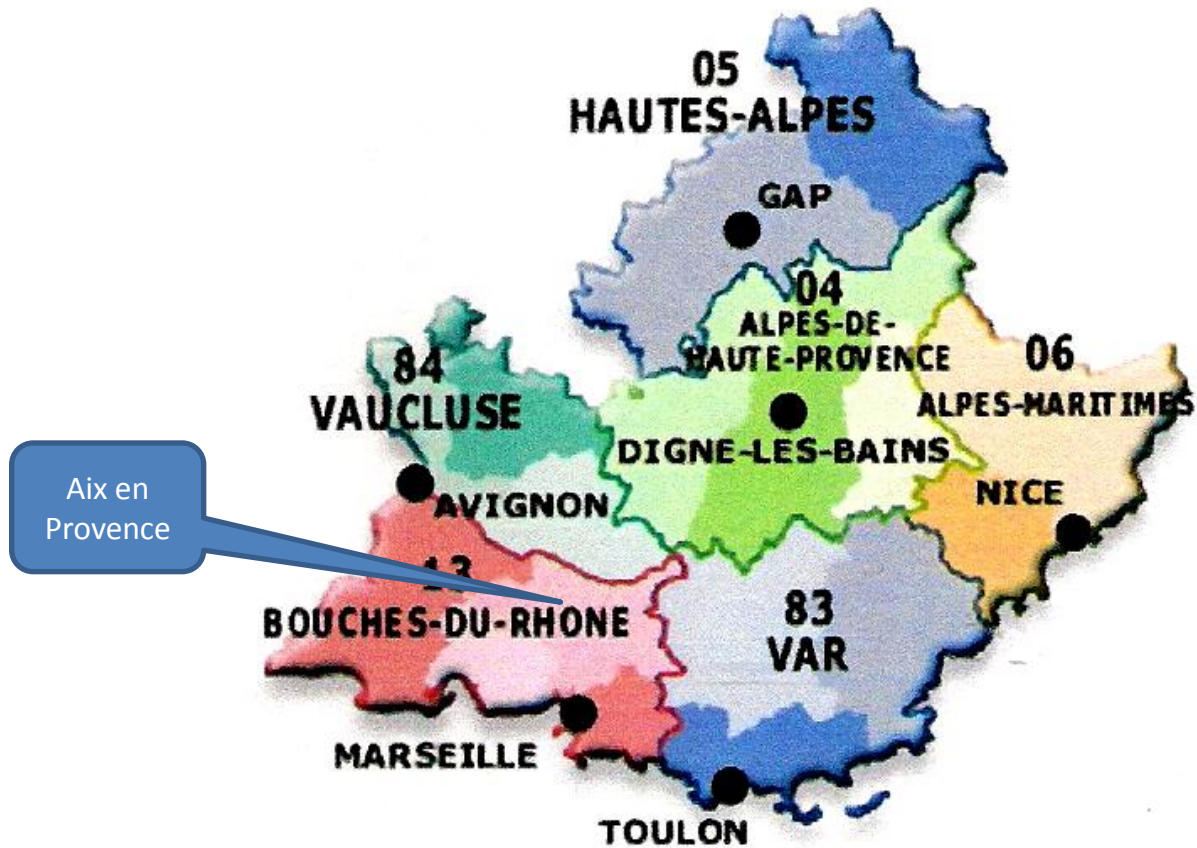 05
HAUTES-ALPES
GAP
04
ALPES-DE-
HAUTE-PROVENCE
06
ALPES-MARITIMES
84
VAUCLUSE
DIGNE-LES-BAINS
NICE
AVIGNON
Aix en
Provence
13
BOUCHES-DU-RHONE
83
VAR
MARSEILLE
TOULON